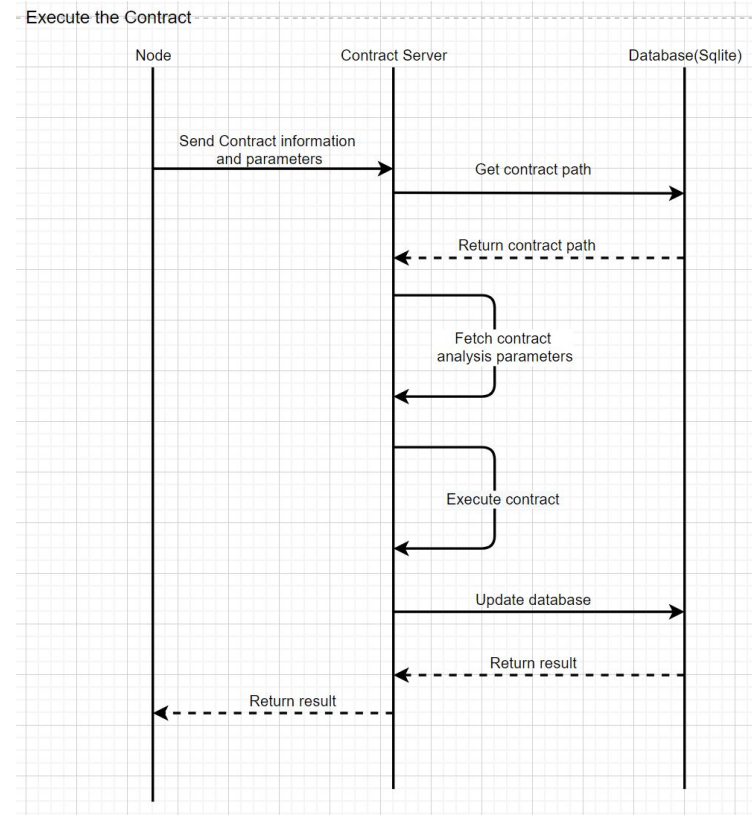 Execute the Contract
Node
Contract Server
Database(Sqlite)
Send Contract information
and parameters
Get contract path
Return contract path
Fetch contract
analysis parameters
Execute contract
Update database
Return result
Return result